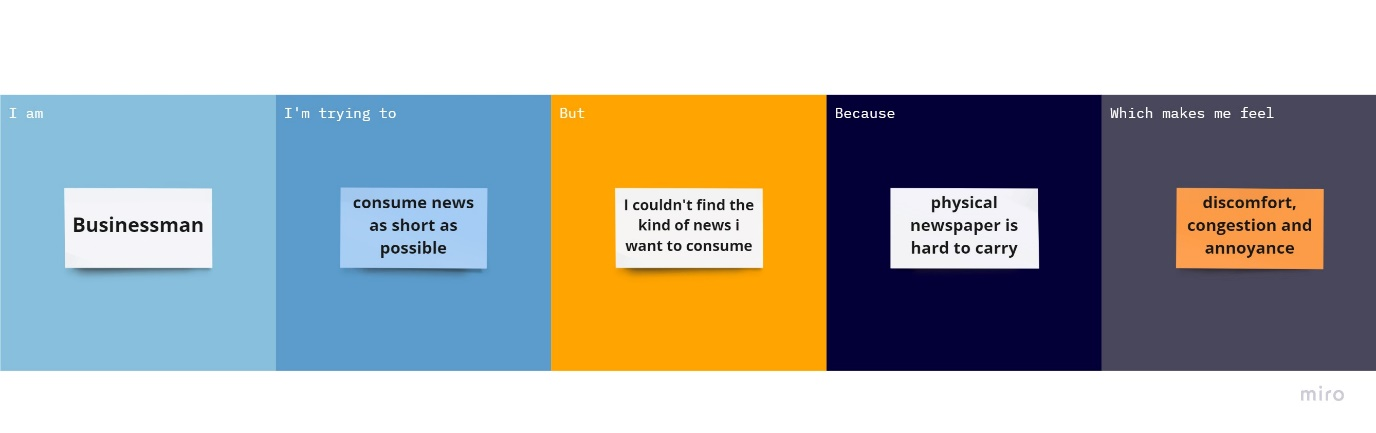 I am
Businessman
I'm trying to
consume news
as short as
possible
But
I couldn't find the
kind of news i
want to consume
Because
physical
newspaper is
hard to carry
Which makes me feel
discomfort,
congestion and
annoyance
miro